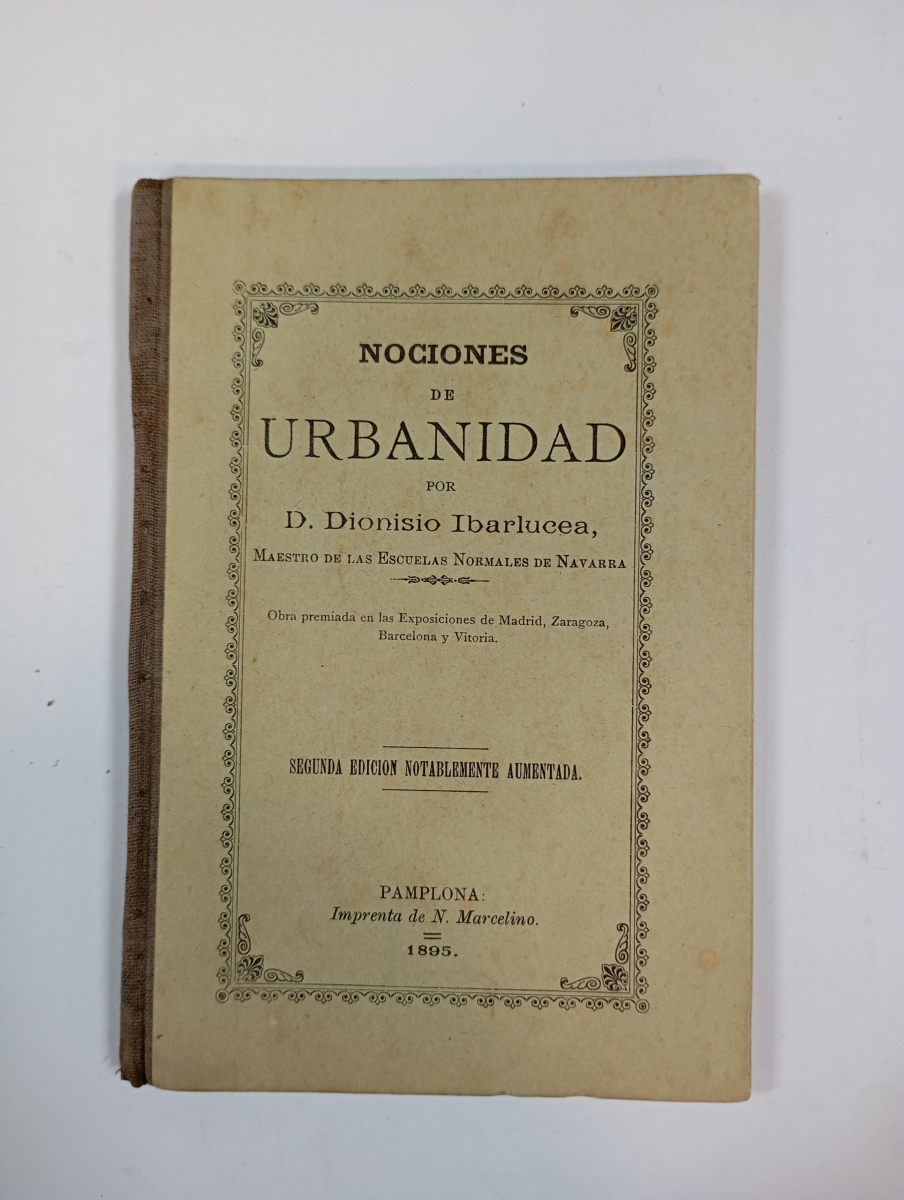 NOCIONES
DE
URBANIDAD
POR
D. Dionisio Ibarlucea,
MAESTRO DE LAS ESCUELAS NORMALES DE NAVARRA
Obra premiada en las Exposiciones de Madrid, Zaragoza,
Barcelona y Vitoria.
SEGUNDA EDICION NOTABLEMENTE AUMENTADA.
PAMPLONA:
Imprenta de N. Marcelino.
1895.